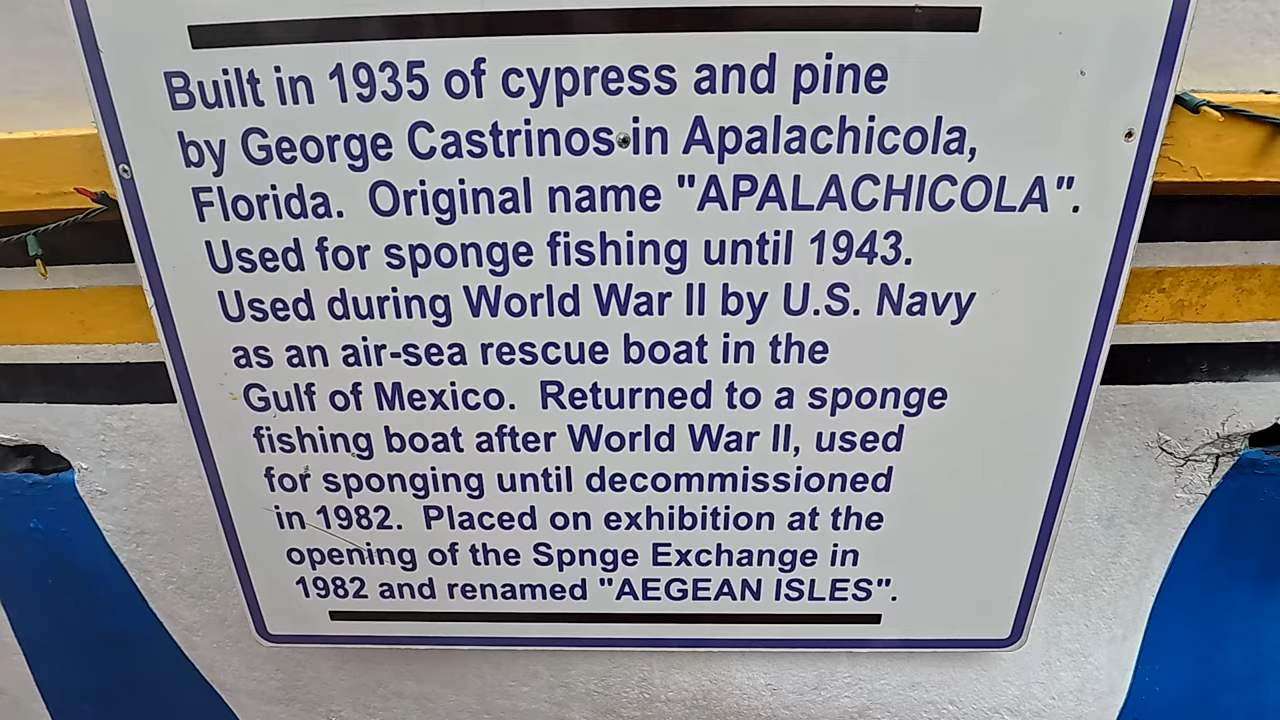 Built in 1935 of cypress and pine
by George Castrinos in Apalachicola,
Florida.  Original name "APALACHICOLA".
Used for sponge fishing until 1943.
Used during World War II by U.S. Navy
as an air-sea rescue boat in the
Gulf of Mexico.  Returned to a sponge
fishing boat after World War II, used
for sponging until decommissioned
in 1982.  Placed on exhibition at the
opening of the Spnge Exchange in
1982 and renamed "AEGEAN ISLES".